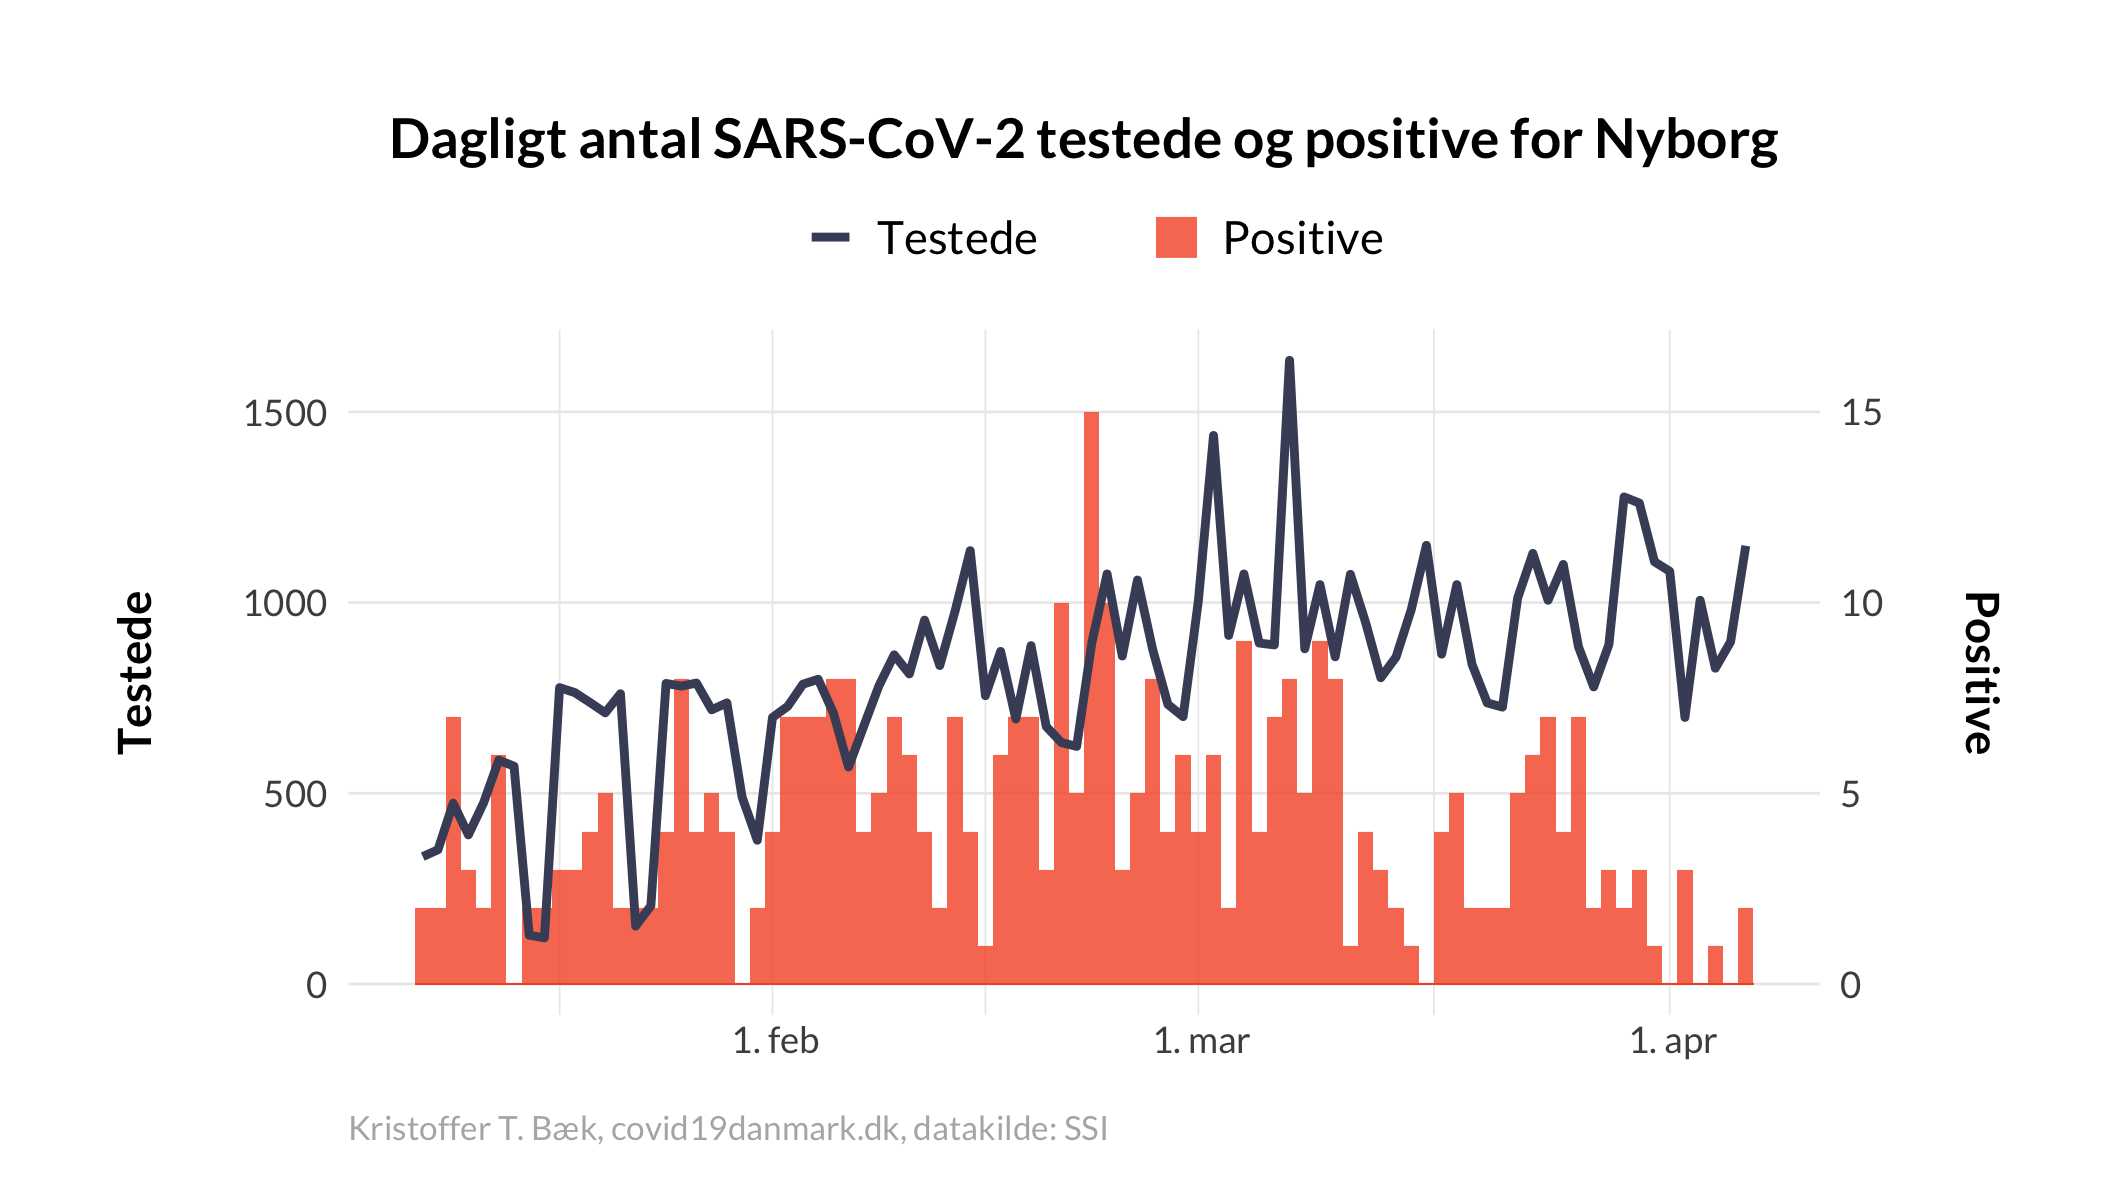 Dagligt antal SARS-CoV-2 testede og positive for Nyborg
Testede
Positive
1500
1000
500
0
Testede
15
10
5
0
Positive
1. feb
1. mar
1. apr
Kristoffer T. Bæk, covid19danmark.dk, datakilde: SSI